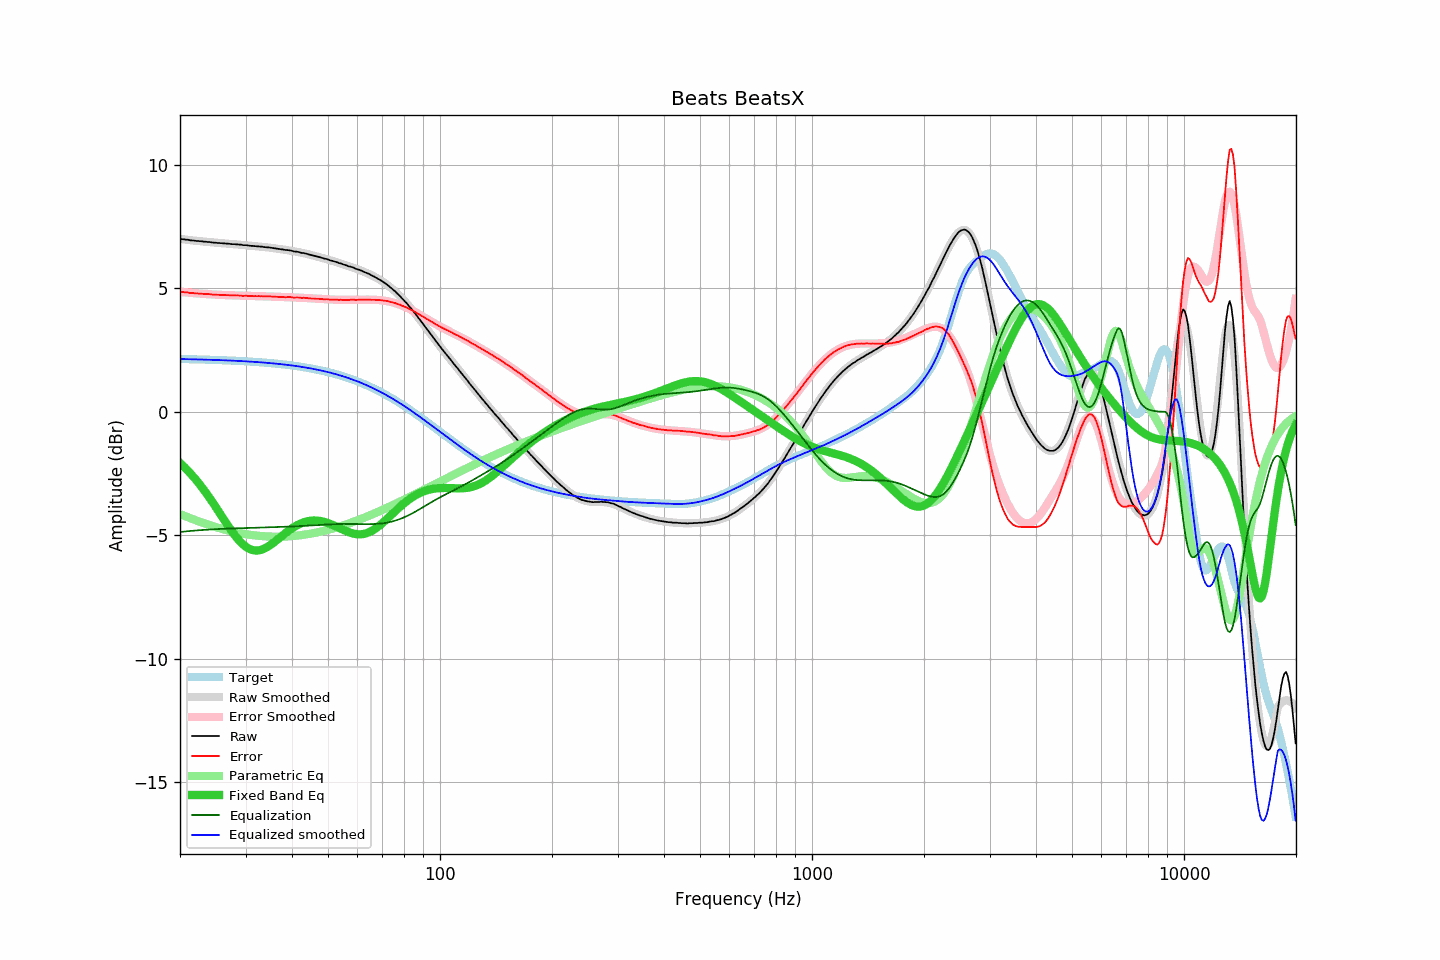 Beats BeatsX
10
5
0
−5
−10
−15
Amplitude (dBr)
Target
Raw Smoothed
Error Smoothed
Raw
Error
Parametric Eq
Fixed Band Eq
Equalization
Equalized smoothed
100
1000
10000
Frequency (Hz)